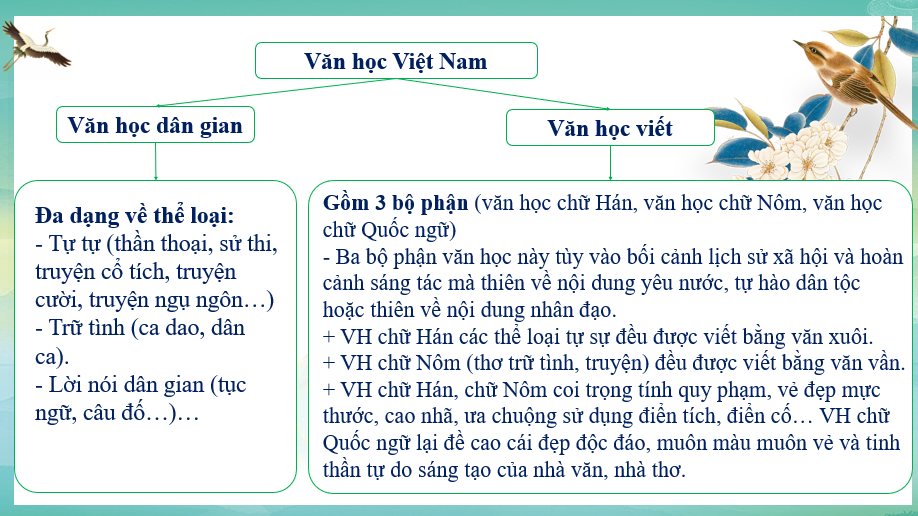 Văn học Việt Nam
Văn học dân gian
Văn học viết
Đa dạng về thể loại:
- Tự tự (thần thoại, sử thi,
truyện cổ tích, truyện
cười, truyện ngụ ngôn…)
- Trữ tình (ca dao, dân
ca).
- Lời nói dân gian (tục
ngữ, câu đố…)…
Gồm 3 bộ phận (văn học chữ Hán, văn học chữ Nôm, văn học
chữ Quốc ngữ)
- Ba bộ phận văn học này tùy vào bối cảnh lịch sử xã hội và hoàn
cảnh sáng tác mà thiên về nội dung yêu nước, tự hào dân tộc
hoặc thiên về nội dung nhân đạo.
+ VH chữ Hán các thể loại tự sự đều được viết bằng văn xuôi.
+ VH chữ Nôm (thơ trữ tình, truyện) đều được viết bằng văn vần.
+ VH chữ Hán, chữ Nôm coi trọng tính quy phạm, vẻ đẹp mực
thước, cao nhã, ưa chuộng sử dụng điển tích, điển cố… VH chữ
Quốc ngữ lại đề cao cái đẹp độc đáo, muôn màu muôn vẻ và tinh
thần tự do sáng tạo của nhà văn, nhà thơ.